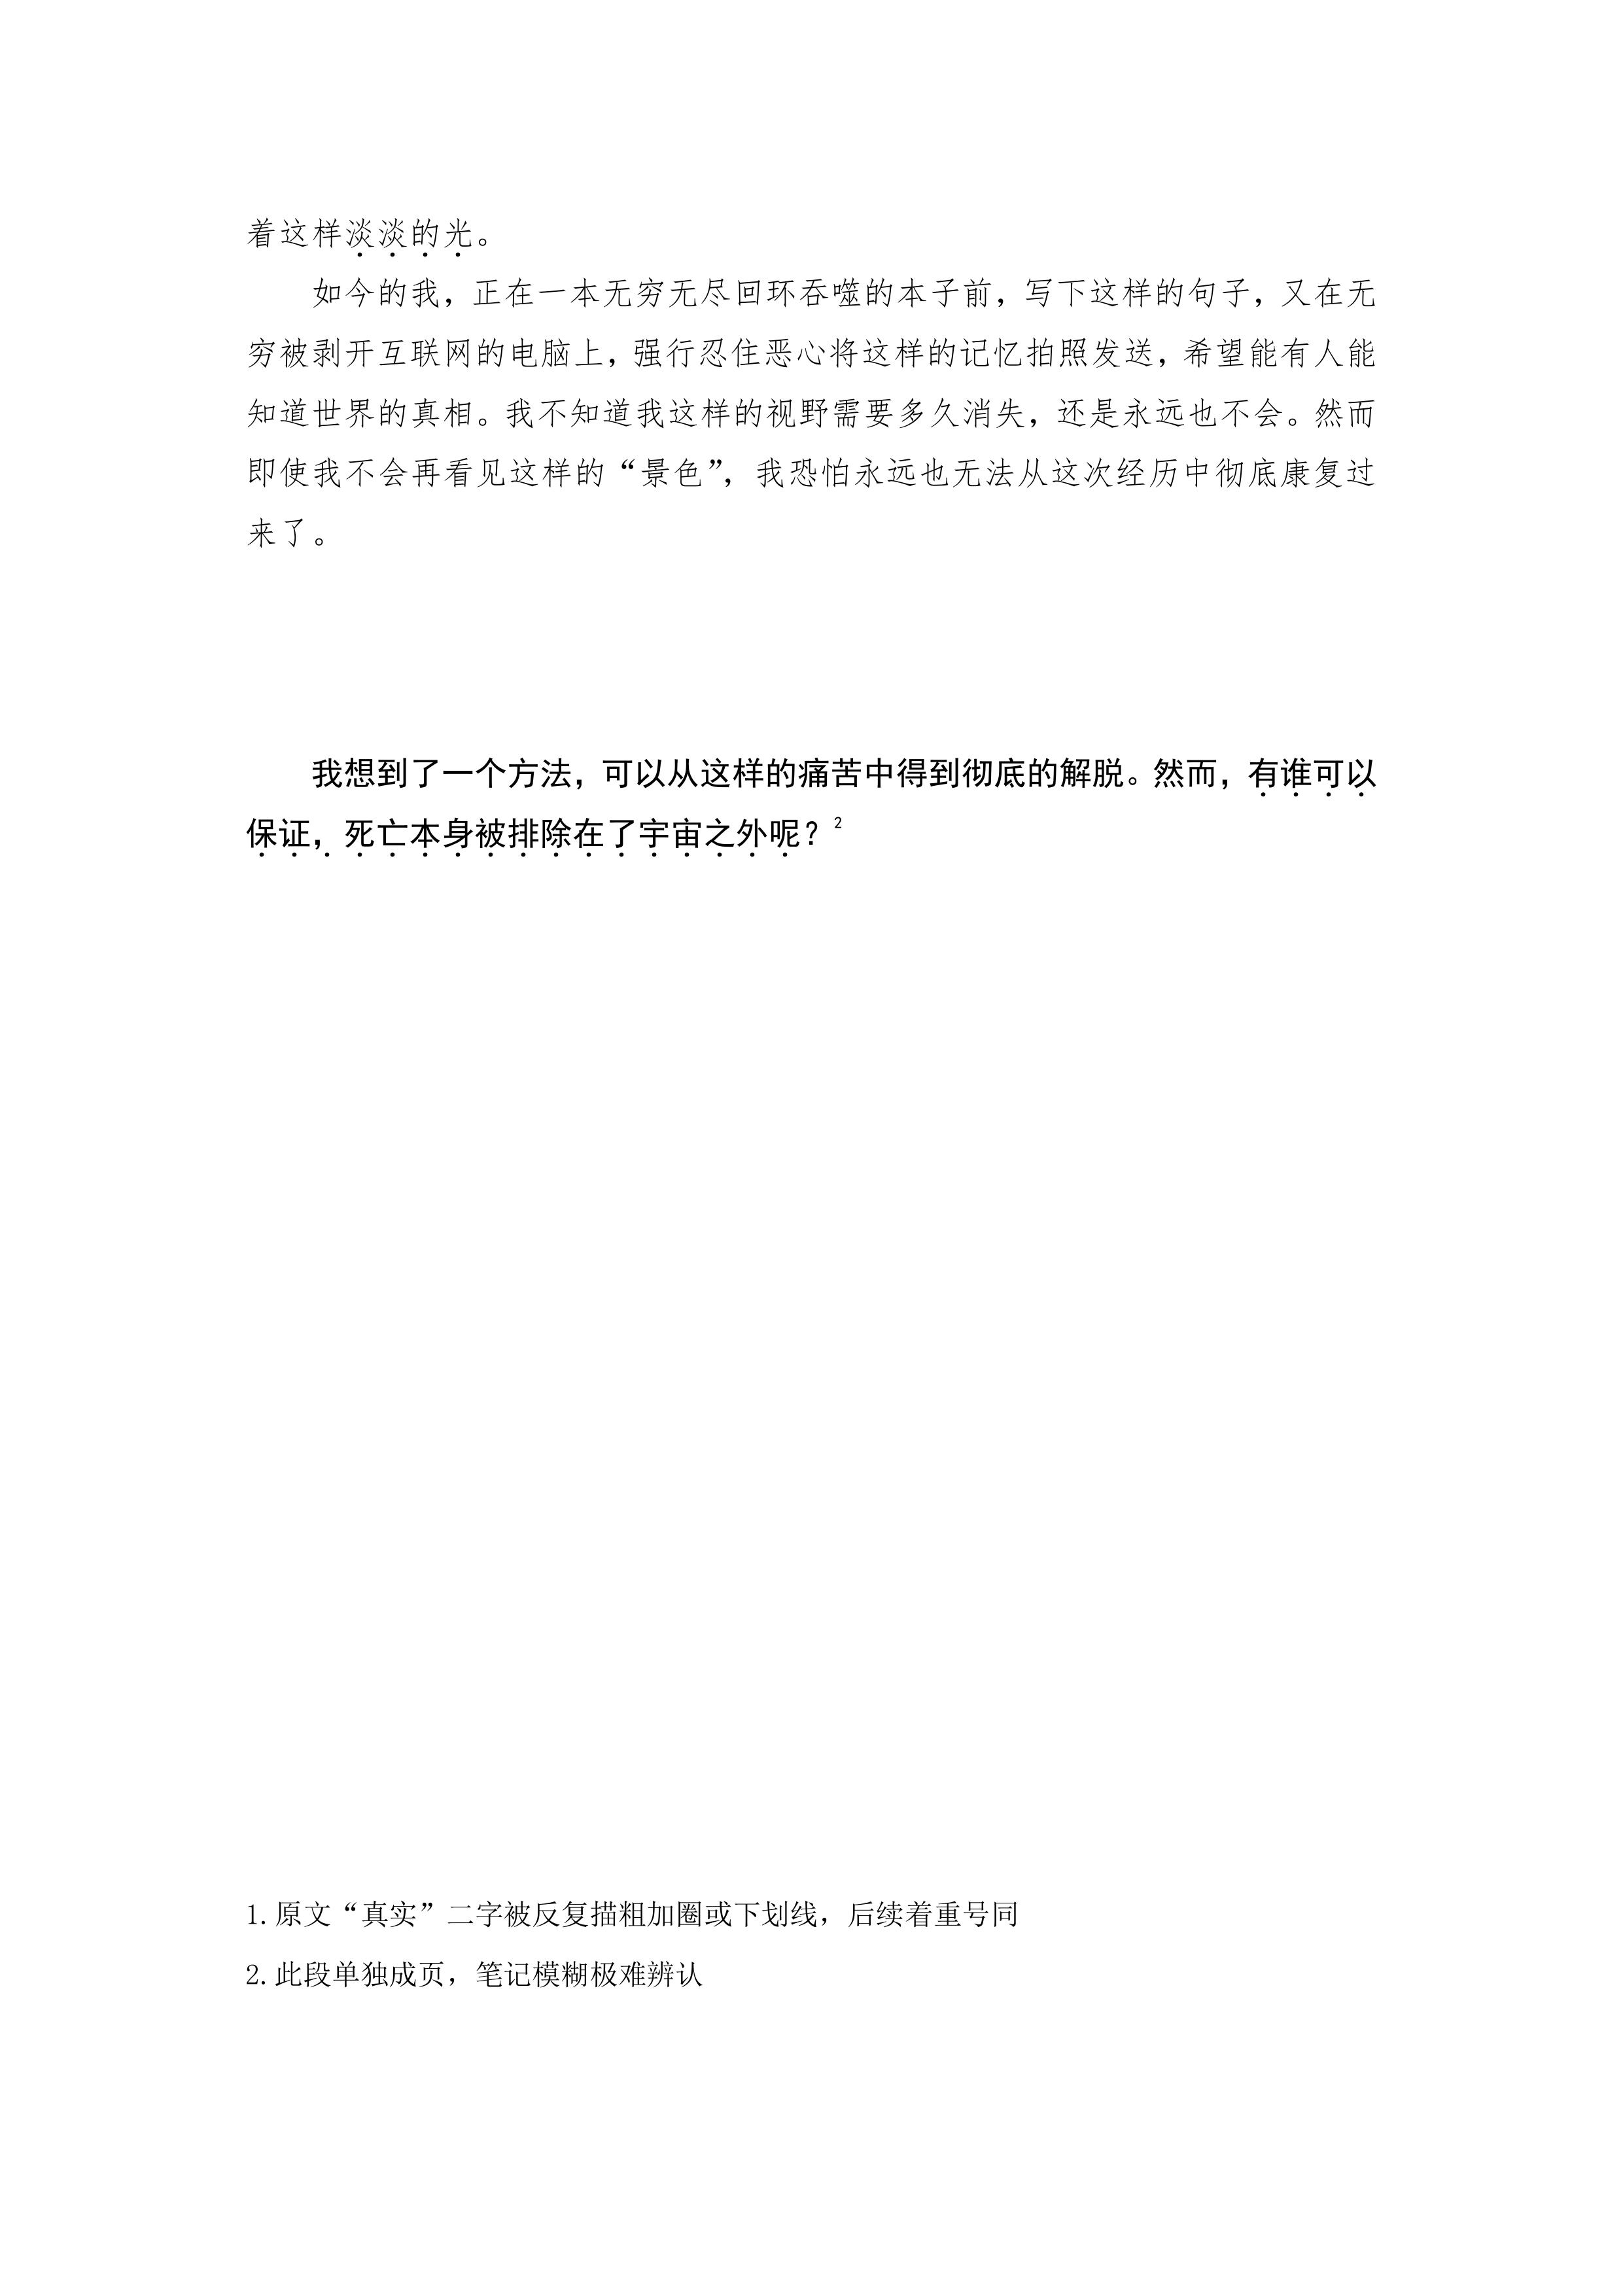 着这样淡淡的光。
如今的我，正在一本无穷无尽回环吞噬的本子前，写下这样的句子，又在无
穷被剥开互联网的电脑上，强行忍住恶心将这样的记忆拍照发送，希望能有人能
知道世界的真相。我不知道我这样的视野需要多久消失，还是永远也不会。然而
即使我不会再看见这样的“景色”，我恐怕永远也无法从这次经历中彻底康复过
来了。
我想到了一个方法，可以从这样的痛苦中得到彻底的解脱。然而，有谁可以
保证，死亡本身被排除在了宇宙之外呢？2
1.原文“真实”二字被反复描粗加圈或下划线，后续着重号同
2.此段单独成页，笔记模糊极难辨认